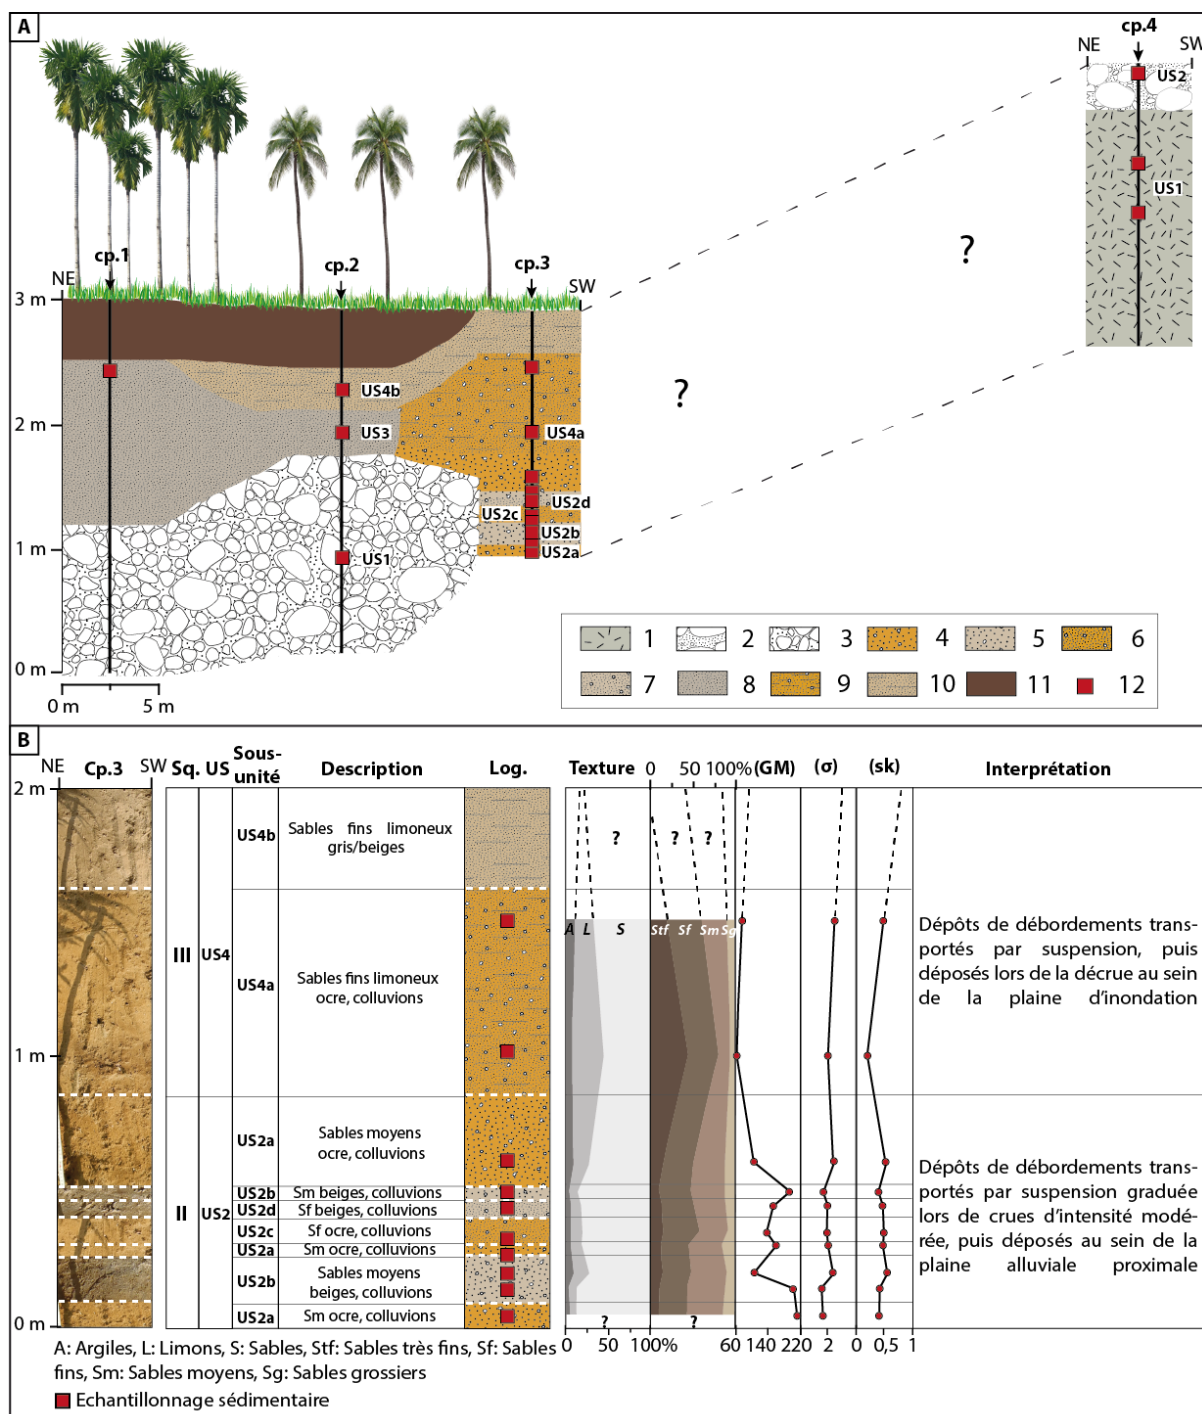 A
NE
cp.4
SW
US2
US1
cp.1
cp.2
cp.3
NE
SW
3 m
2 m
1 m
0 m
US4b
US3
US4a
US2d
US2c
US2b
US2a
US1
?
?
0 m
5 m
1
2
3
4
5
6
7
8
9
10
11
12
B
NE
Cp.3
SW
Sq.
US
Sous-
unité
Description
Log.
Texture
0
50
100%
(GM)
(σ)
(sk)
Interprétation
2 m
1 m
0 m
III
US4
US4b
Sables fins limoneux
gris/beiges
?
?
?
A
L
S
Stf
Sf
Sm
Sg
US4a
Sables fins limoneux
ocre, colluvions
Dépôts de débordements trans-
portés par suspension, puis
déposés lors de la décrue au sein
de la plaine d'inondation
II
US2
US2a
Sables moyens
ocre, colluvions
US2b
Sm beiges, colluvions
US2d
Sf beiges, colluvions
US2c
Sf ocre, colluvions
US2a
Sm ocre, colluvions
US2b
Sables moyens
beiges, colluvions
US2a
Sm ocre, colluvions
Dépôts de débordements trans-
portés par suspension graduée
lors de crues d'intensité modé-
rée, puis déposés au sein de la
plaine alluviale proximale
?
?
0
50
100%
60
140
220
2
0
0,5
1
A: Argiles, L: Limons, S: Sables, Stf: Sables très fins, Sf: Sables
fins, Sm: Sables moyens, Sg: Sables grossiers
Echantillonnage sédimentaire